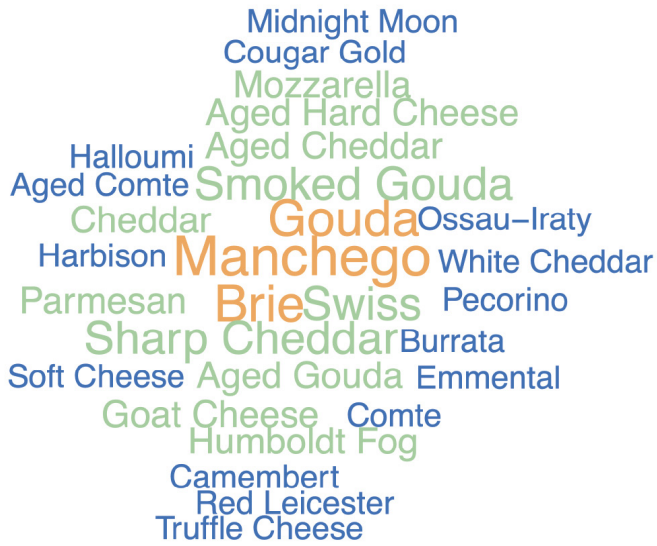 Midnight Moon
Cougar Gold
Mozzarella
Aged Hard Cheese
Halloumi Aged Cheddar
Aged Comte Smoked Gouda
Cheddar Gouda Ossau-Iraty
Harbison Manchego White Cheddar
Parmesan Brie Swiss Pecorino
Sharp Cheddar Burrata
Soft Cheese Aged Gouda Emmental
Goat Cheese Comte
Humboldt Fog
Camembert
Red Leicester
Truffle Cheese